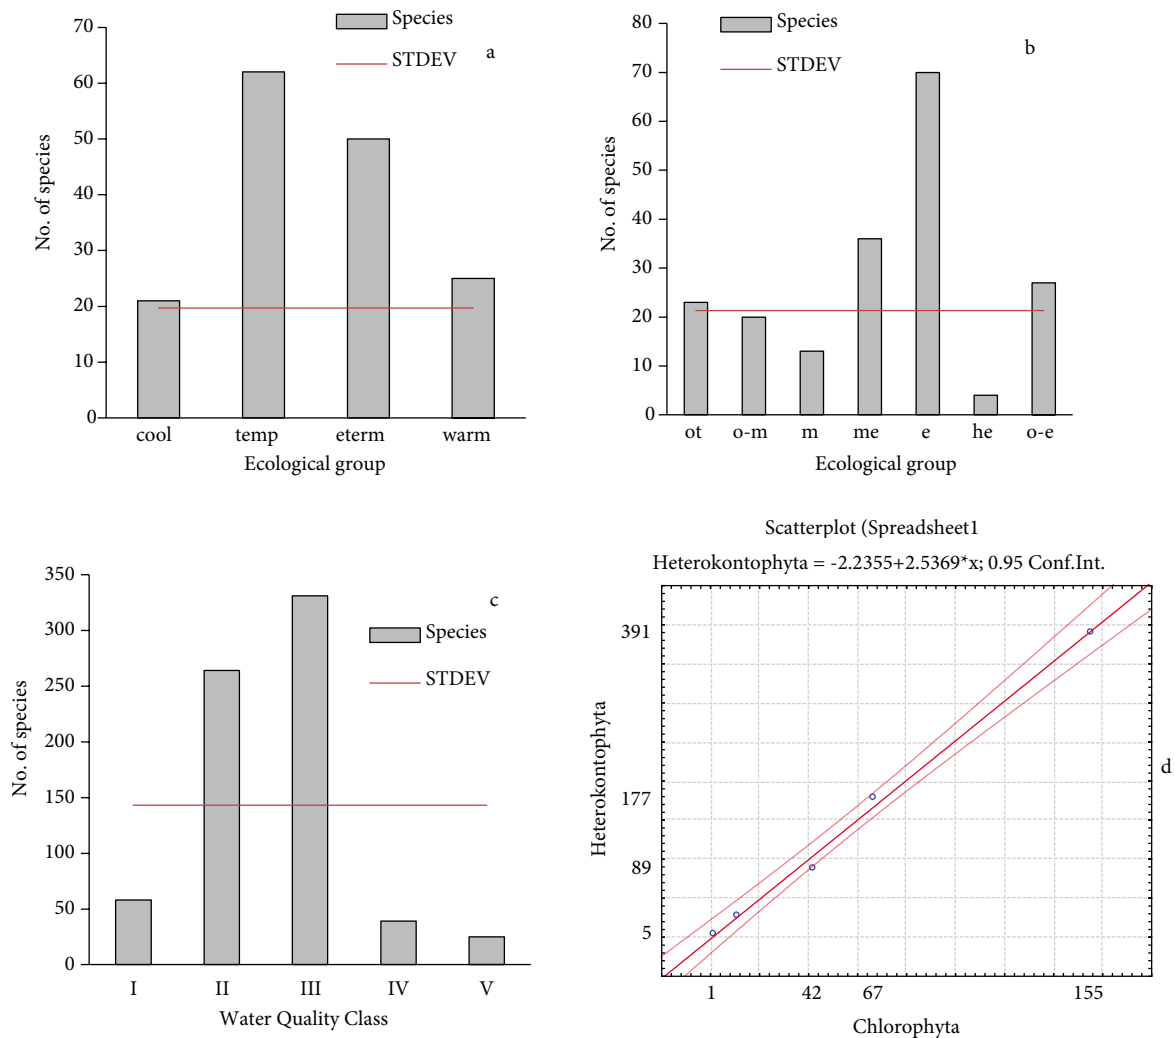 70
60
50
40
30
20
10
0
No. of species
Species
STDEV
a
cool temp eterm warm
Ecological group
80
70
60
50
40
30
20
10
0
No. of species
Species
STDEV
b
ot o-m m me e he o-e
Ecological group
350
300
250
200
150
100
50
0
No. of species
c
Species
STDEV
I II III IV V
Water Quality Class
Scatterplot (Spreadsheet1
Heterokontophyta = -2.2355+2.5369*x; 0.95 Conf.Int.
391
177
89
5
Heterokontophyta
d
1 42 67 155
Chlorophyta